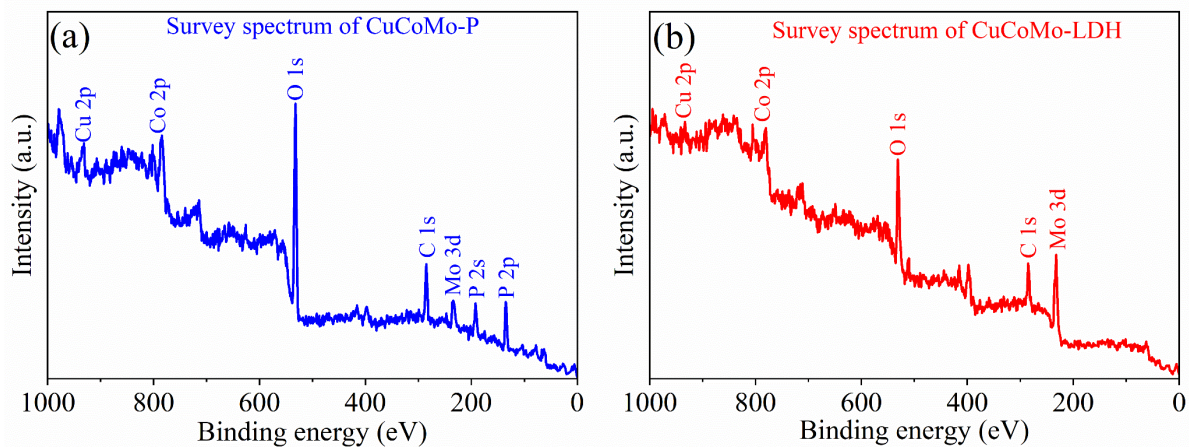 (a)
Survey spectrum of CuCoMo-P
Cu 2p
Co 2p
O 1s
C 1s
Mo 3d
P 2s
P 2p
Intensity (a.u.)
1000 800 600 400 200 0
Binding energy (eV)
(b)
Survey spectrum of CuCoMo-LDH
Cu 2p
Co 2p
O 1s
C 1s
Mo 3d
Intensity (a.u.)
1000 800 600 400 200 0
Binding energy (eV)